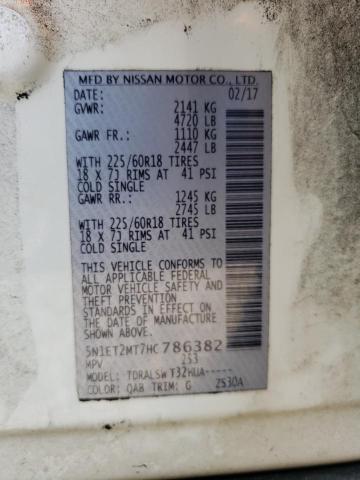 MFD BY NISSAN MOTOR CO., LTD.
DATE: 02/17
GVWR: 2141 KG
4720 LB
GAWR FR.: 1110 KG
2447 LB
WITH 225/60R18 TIRES
18 X 7J RIMS AT 41 PSI
COLD SINGLE
GAWR RR.: 1245 KG
2745 LB
WITH 225/60R18 TIRES
18 X 7J RIMS AT 41 PSI
COLD SINGLE
THIS VEHICLE CONFORMS TO
ALL APPLICABLE FEDERAL
MOTOR VEHICLE SAFETY AND
THEFT PREVENTION
STANDARDS IN EFFECT ON
THE DATE OF MANUFACTURE
SHOWN ABOVE.
5N1ET2MT7HC 786382
MPV 253
MODEL: TDRALSW T32HUA-----
COLOR: QAB TRIM: G ZS30A